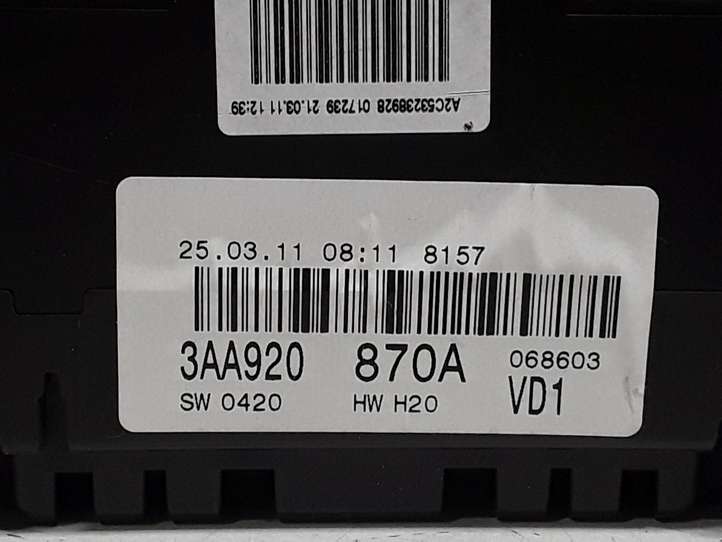 A2C53238928 017239 21.03.11 12:39
25.03.11 08:11 8157
3AA920 870A 068603
SW 0420 HW H20 VD1